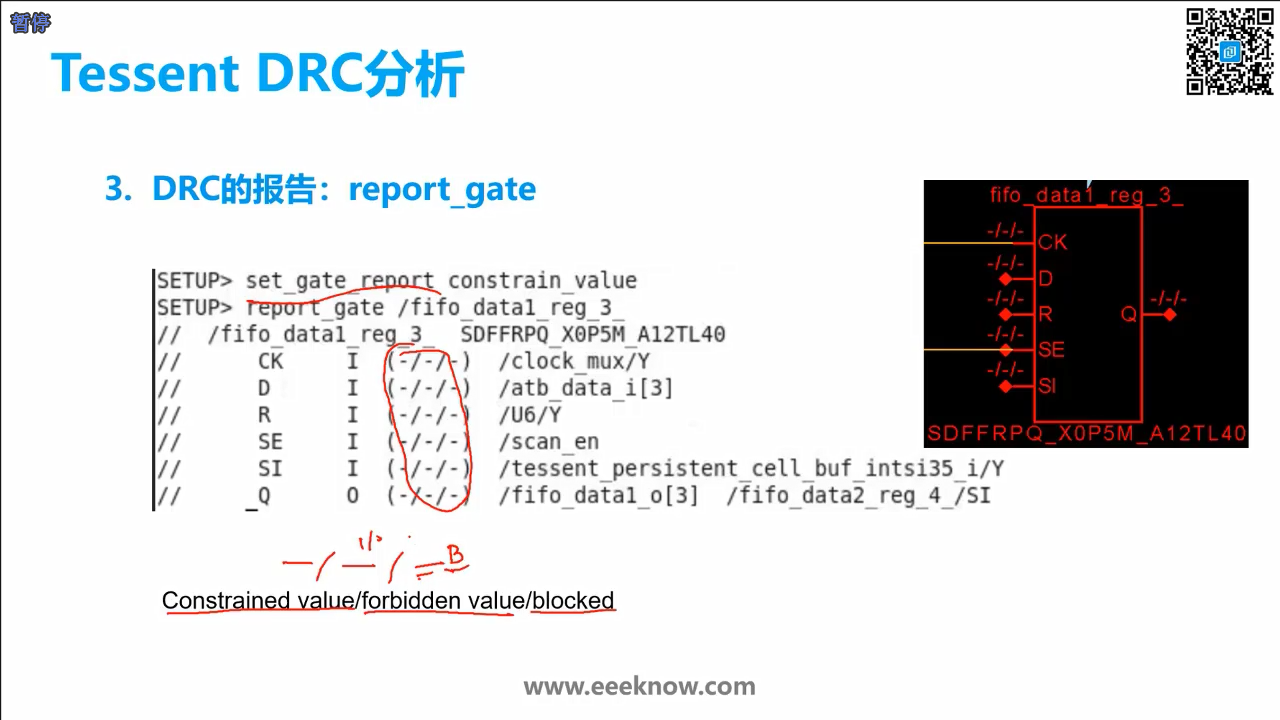 暂停
Tessent DRC分析
3. DRC的报告：report_gate
SETUP> set_gate_report constrain_value
SETUP> report_gate /fifo_data1_reg_3_
// /fifo_data1_reg_3_ SDFFRPQ_X0P5M_A12TL40
// CK I (-/-/-) /clock_mux/Y
// D I (-/-/-) /atb_data_i[3]
// R I (-/-/-) /U6/Y
// SE I (-/-/-) /scan_en
// SI I (-/-/-) /tessent_persistent_cell_buf_intsi35_i/Y
// _Q O (-/-/-) /fifo_data1_o[3] /fifo_data2_reg_4_/SI
fifo_data1_reg_3_
-/-/-
CK
-/-/-
D
-/-/-
R
Q
-/-/-
-/-/-
SE
-/-/-
SI
SDFFRPQ_X0P5M_A12TL40
1/0
B
Constrained value/forbidden value/blocked
www.eeeknow.com